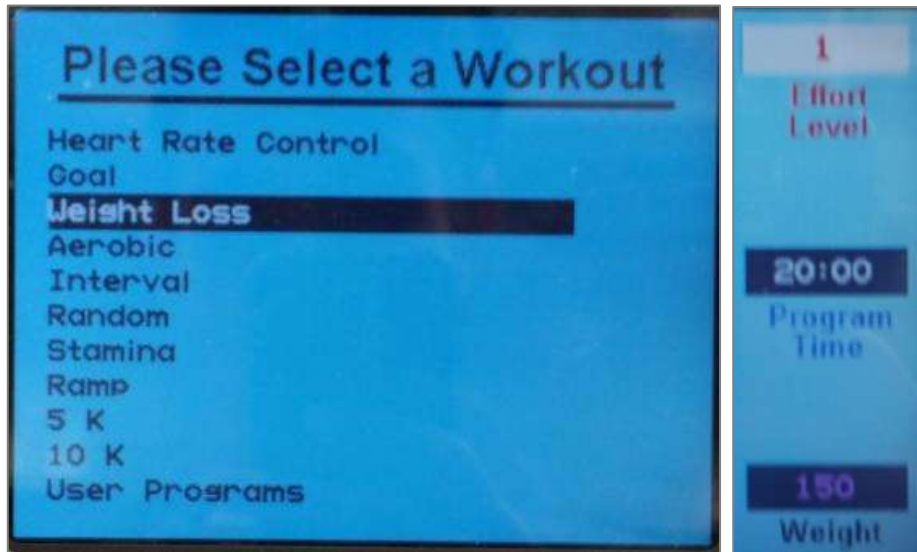 Please Select a Workout
Heart Rate Control
Goal
Weight Loss
Aerobic
Interval
Random
Stamina
Ramp
5 K
10 K
User Programs
1
Effort
Level
20:00
Program
Time
150
Weight